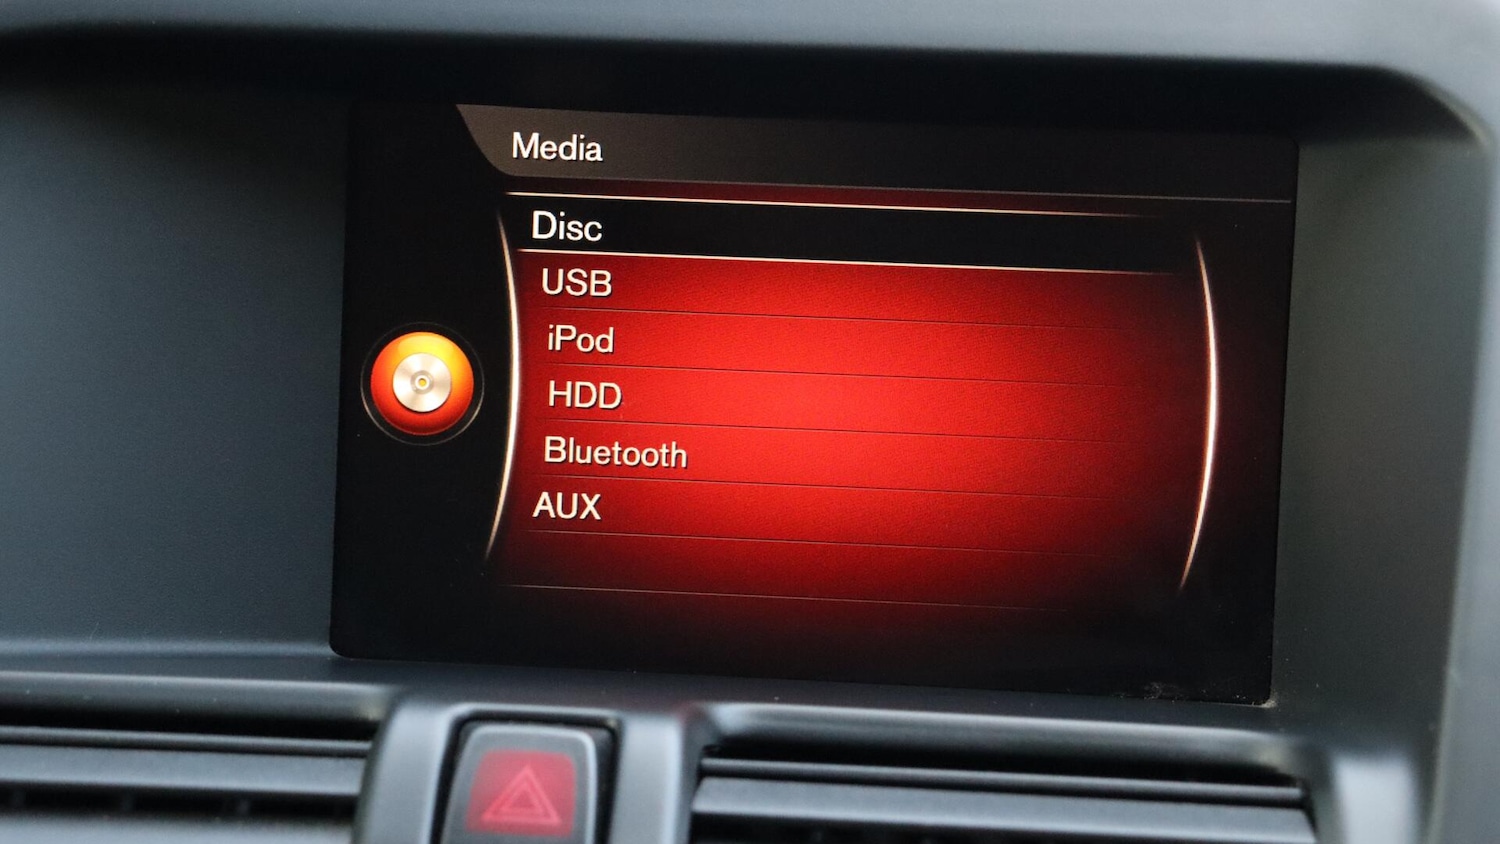 Media
Disc
USB
iPod
HDD
Bluetooth
AUX